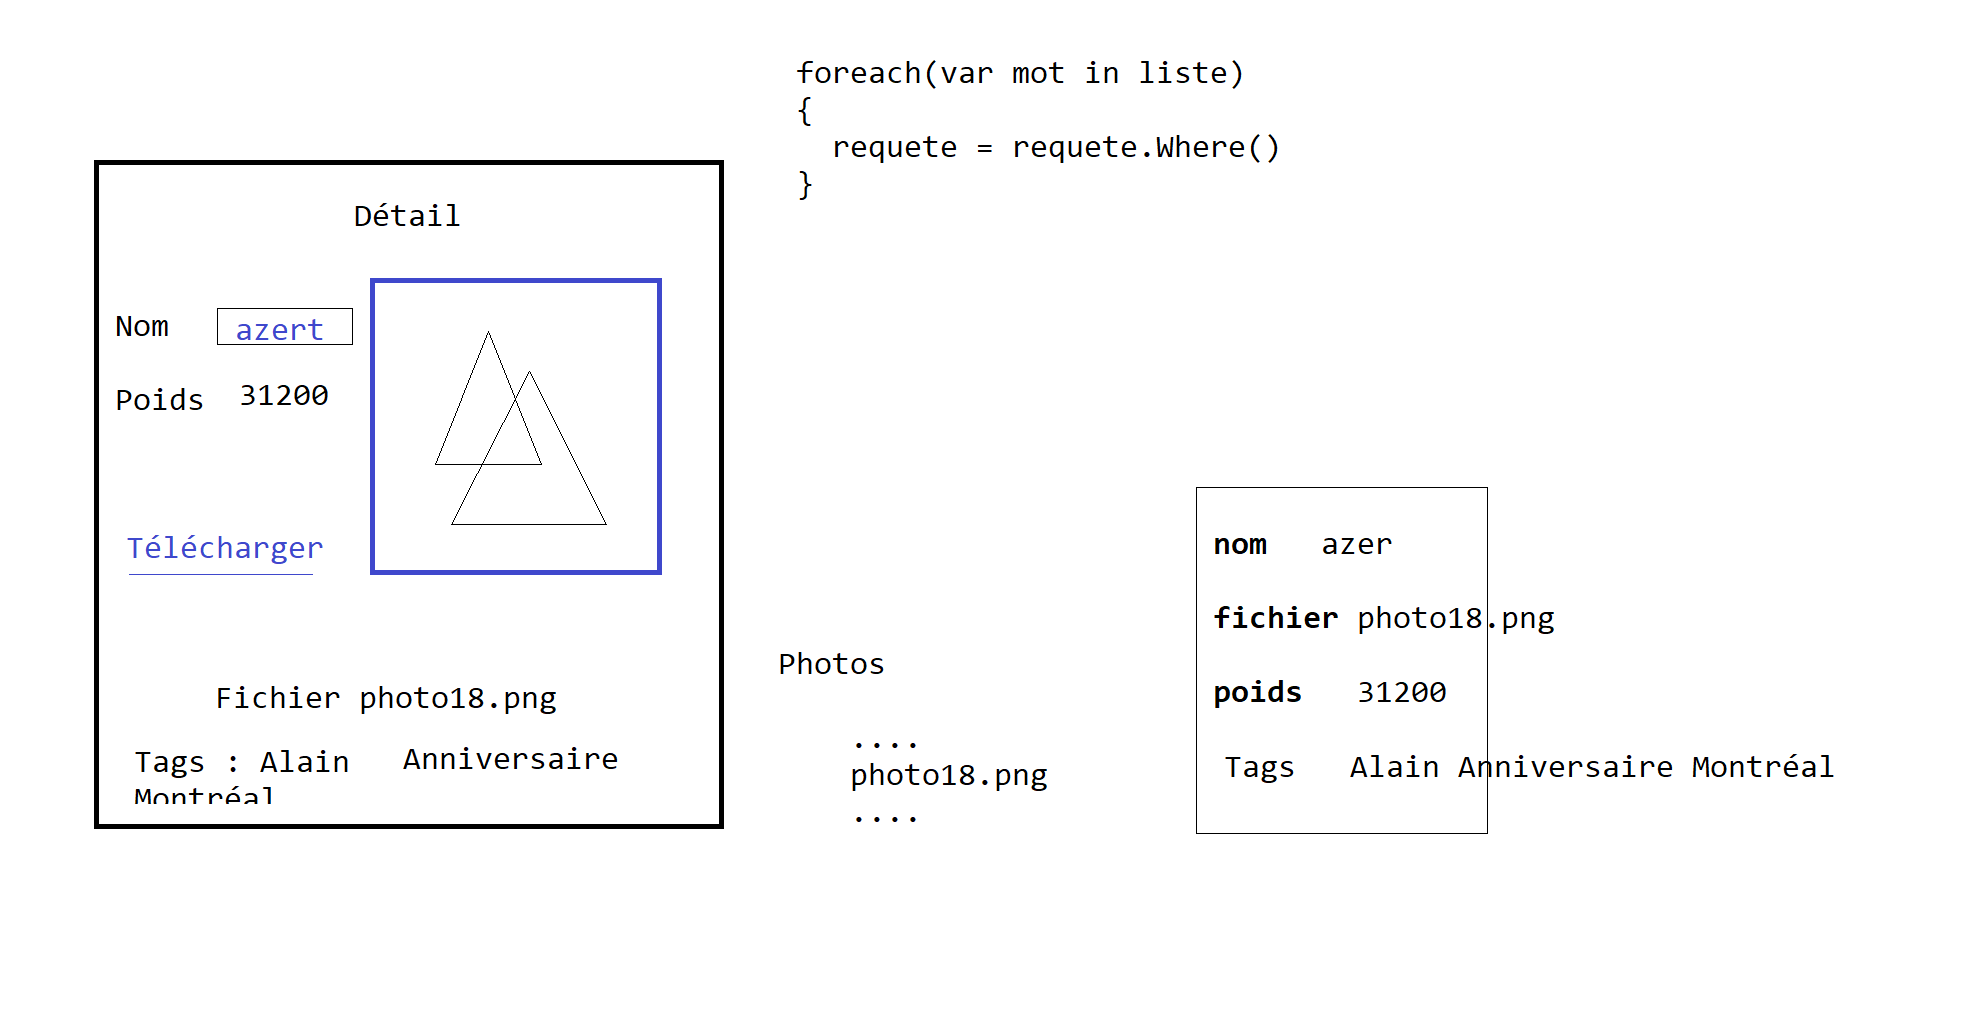 foreach(var mot in liste)
{
requete = requete.Where()
}
Détail
Nom azert
Poids 31200
Télécharger
Fichier photo18.png
Tags : Alain Anniversaire
Montréal
Photos
....
photo18.png
....
nom azer
fichier photo18.png
poids 31200
Tags Alain Anniversaire Montréal